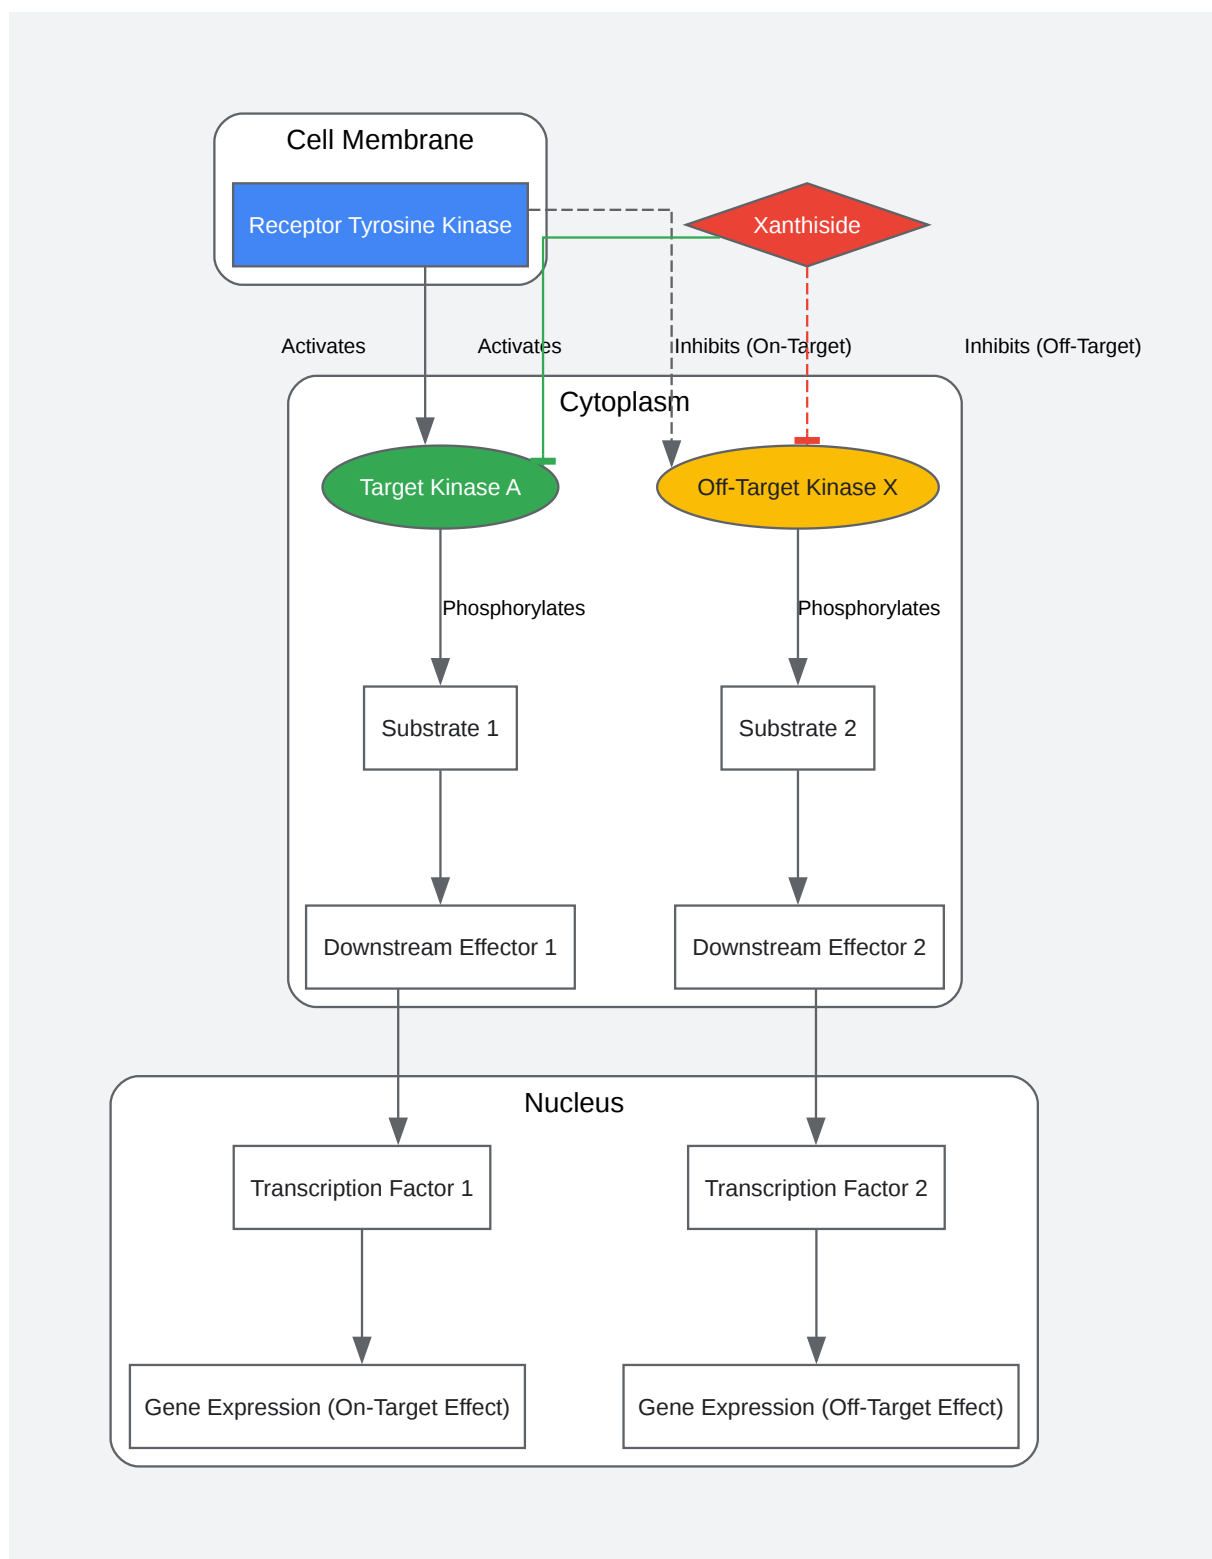 Cell Membrane
Receptor Tyrosine Kinase
Xanthiside
Activates
Activates
Inhibits (On-Target)
Inhibits (Off-Target)
Cytoplasm
Target Kinase A
Off-Target Kinase X
Phosphorylates
Phosphorylates
Substrate 1
Substrate 2
Downstream Effector 1
Downstream Effector 2
Nucleus
Transcription Factor 1
Transcription Factor 2
Gene Expression (On-Target Effect)
Gene Expression (Off-Target Effect)